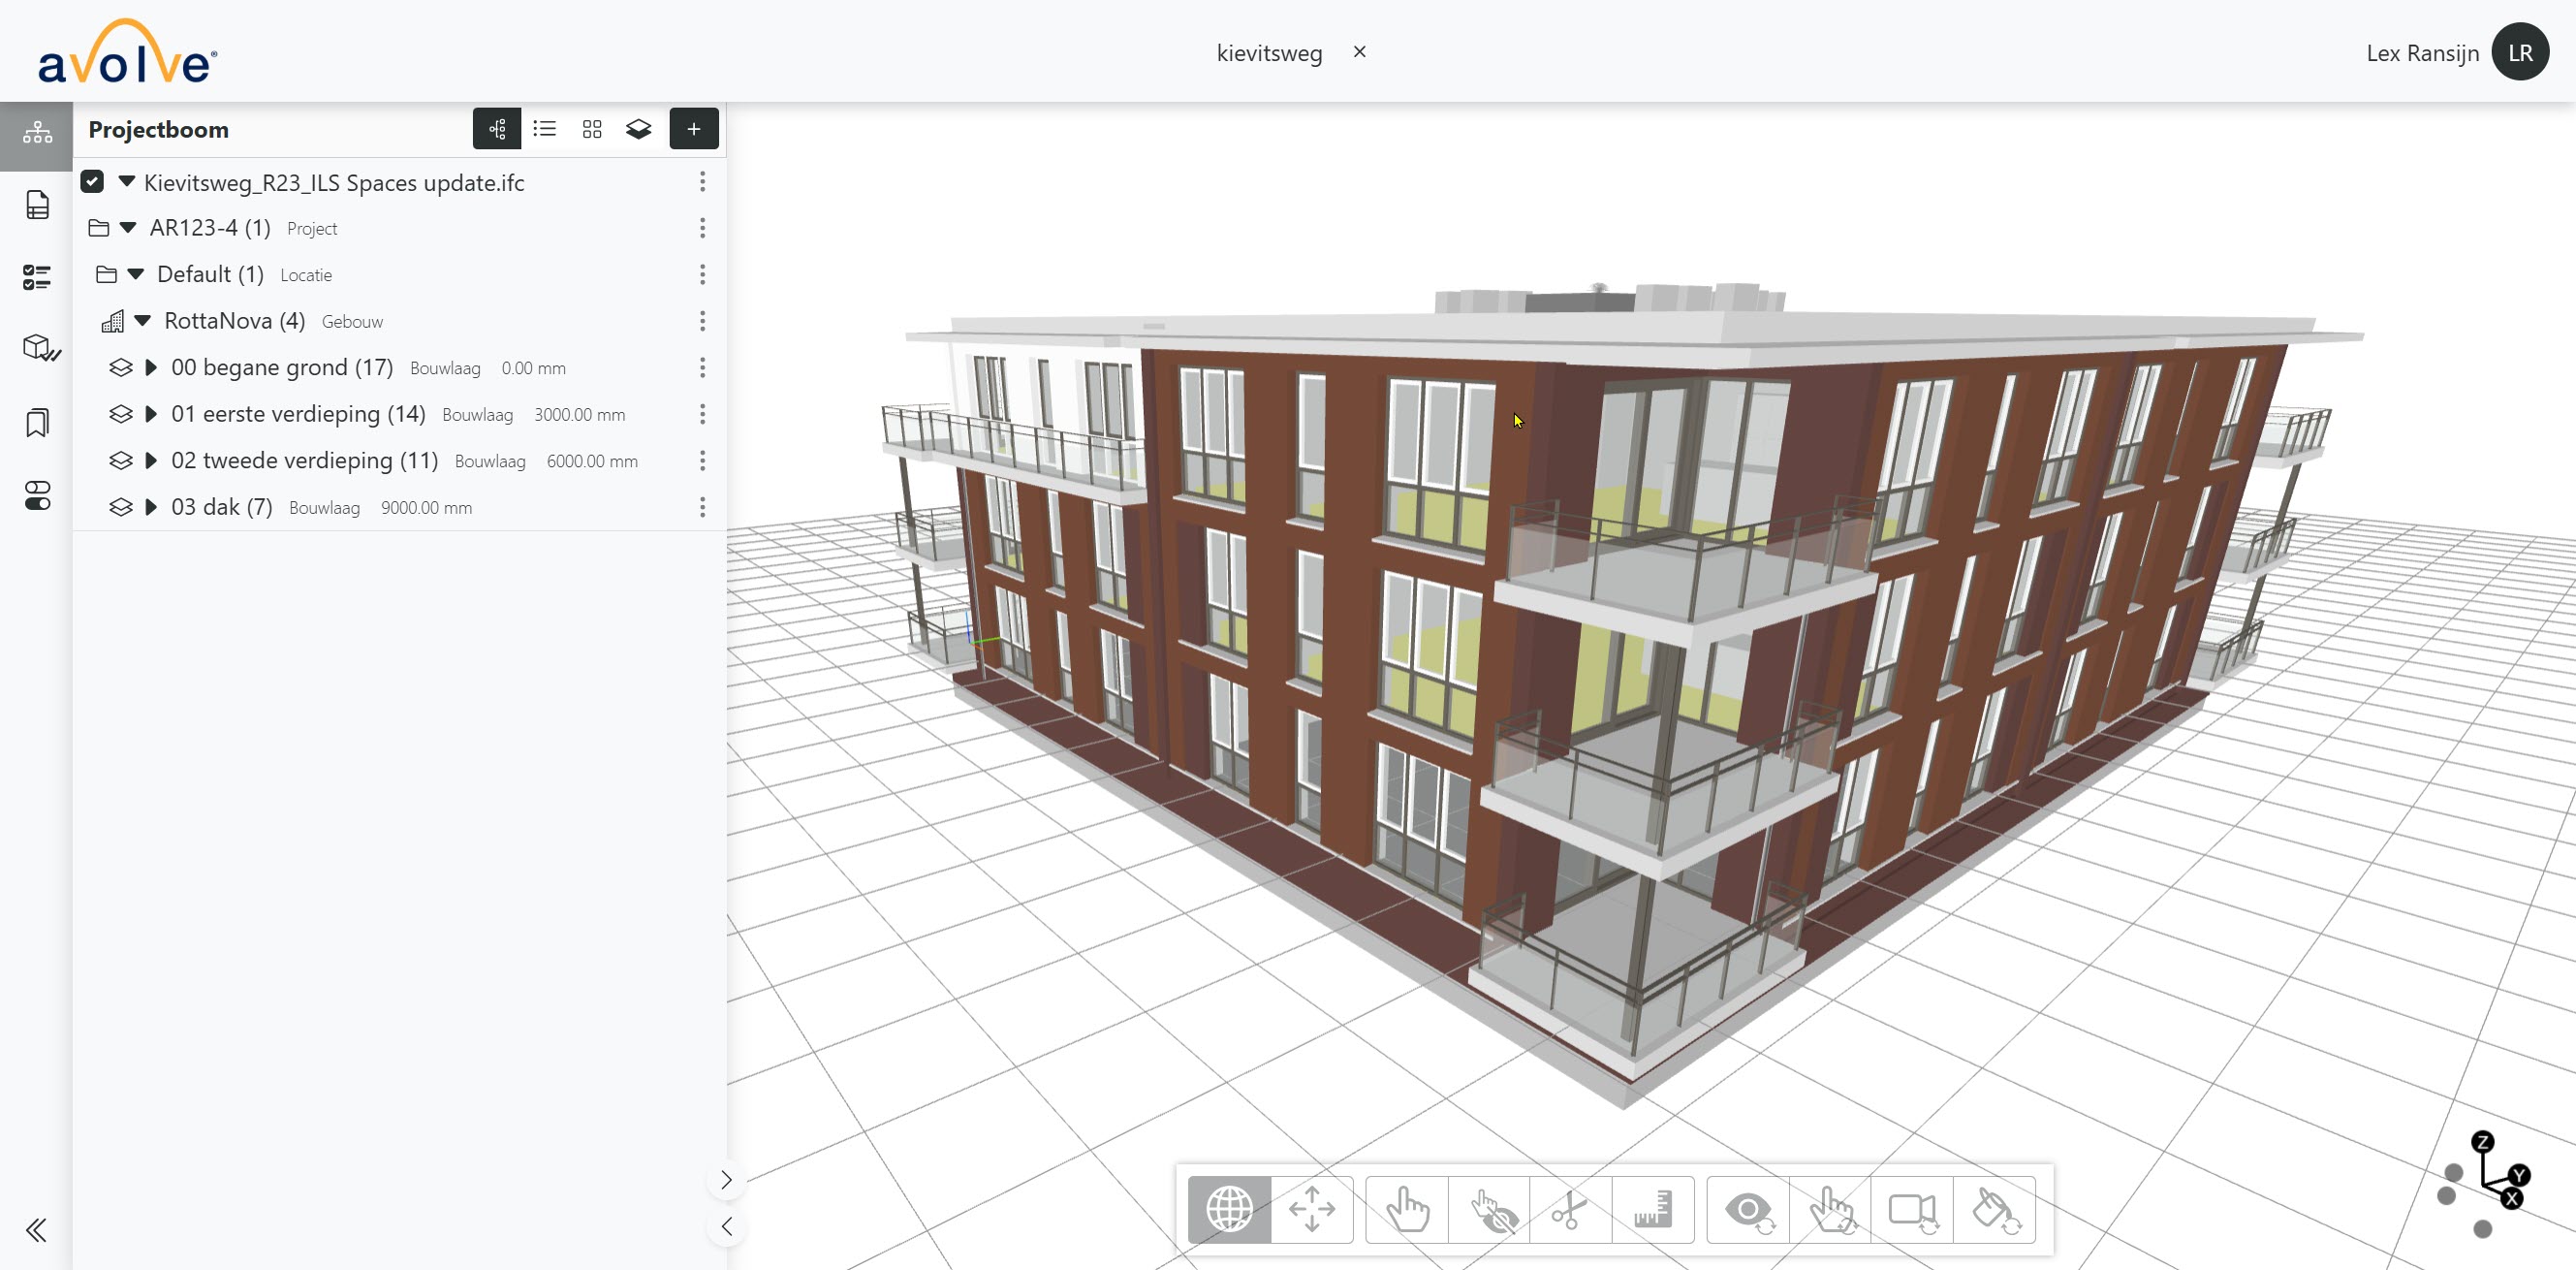 avolve®
kievitsweg ×
Lex Ransijn LR
Projectboom
Kievitsweg_R23_ILS Spaces update.ifc
AR123-4 (1) Project
Default (1) Locatie
RottaNova (4) Gebouw
00 begane grond (17) Bouwlaag 0.00 mm
01 eerste verdieping (14) Bouwlaag 3000.00 mm
02 tweede verdieping (11) Bouwlaag 6000.00 mm
03 dak (7) Bouwlaag 9000.00 mm
Z
Y
X